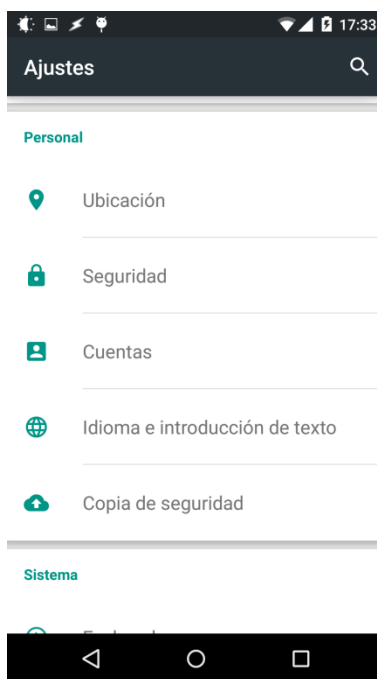 17:33
Ajustes
Personal
Ubicación
Seguridad
Cuentas
Idioma e introducción de texto
Copia de seguridad
Sistema